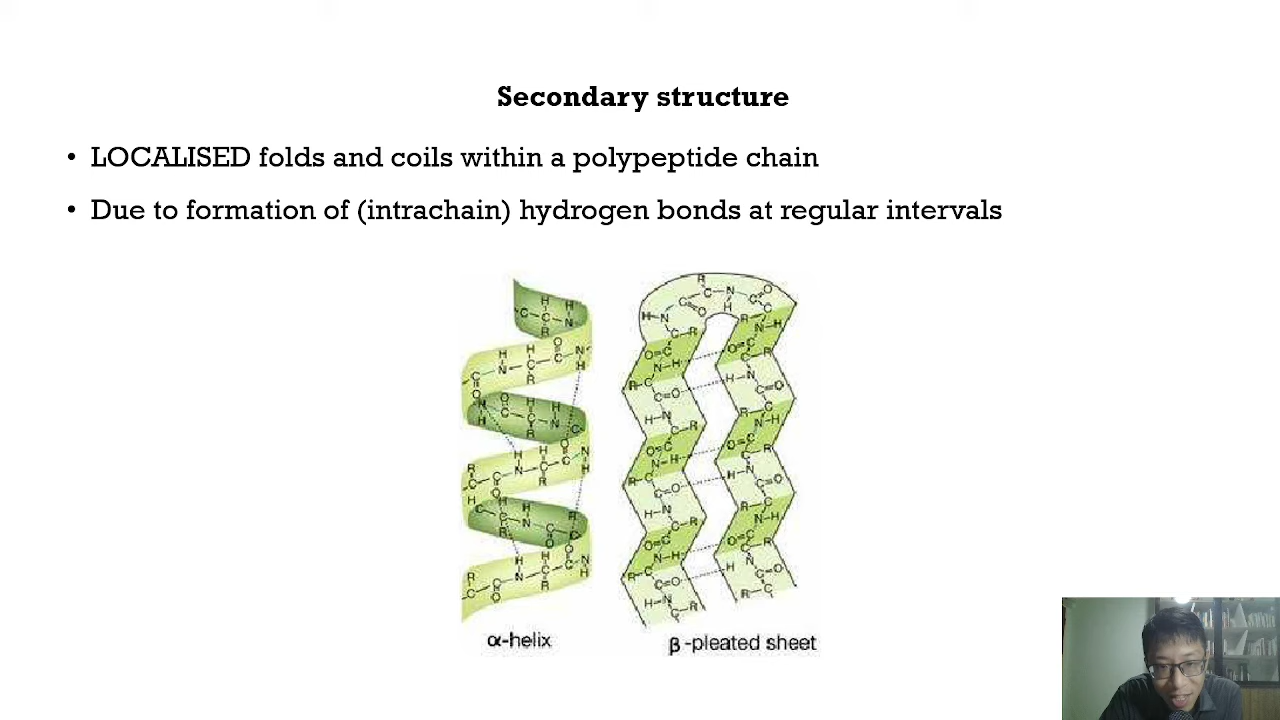 Secondary structure
• LOCALISED folds and coils within a polypeptide chain
• Due to formation of (intrachain) hydrogen bonds at regular intervals
α-helix
β -pleated sheet